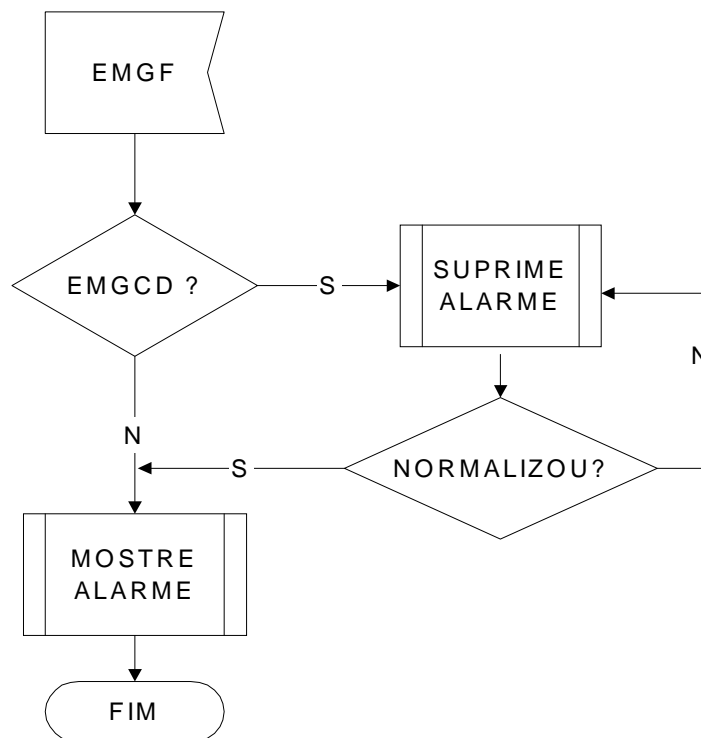 EMGF
EMGCD ?
S
SUPRIME
ALARME
N
N
S
NORMALIZOU?
MOSTRE
ALARME
FIM